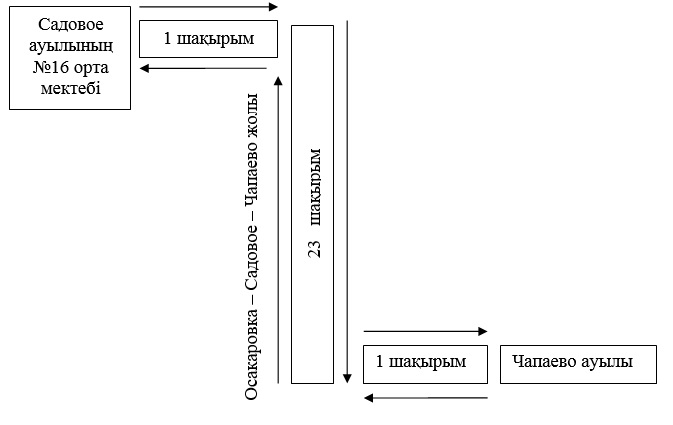 Садовое
ауылының
№16 орта
мектебі
1 шақырым
Осакаровка – Садовое – Чапаево жолы
23 шақырым
1 шақырым
Чапаево ауылы